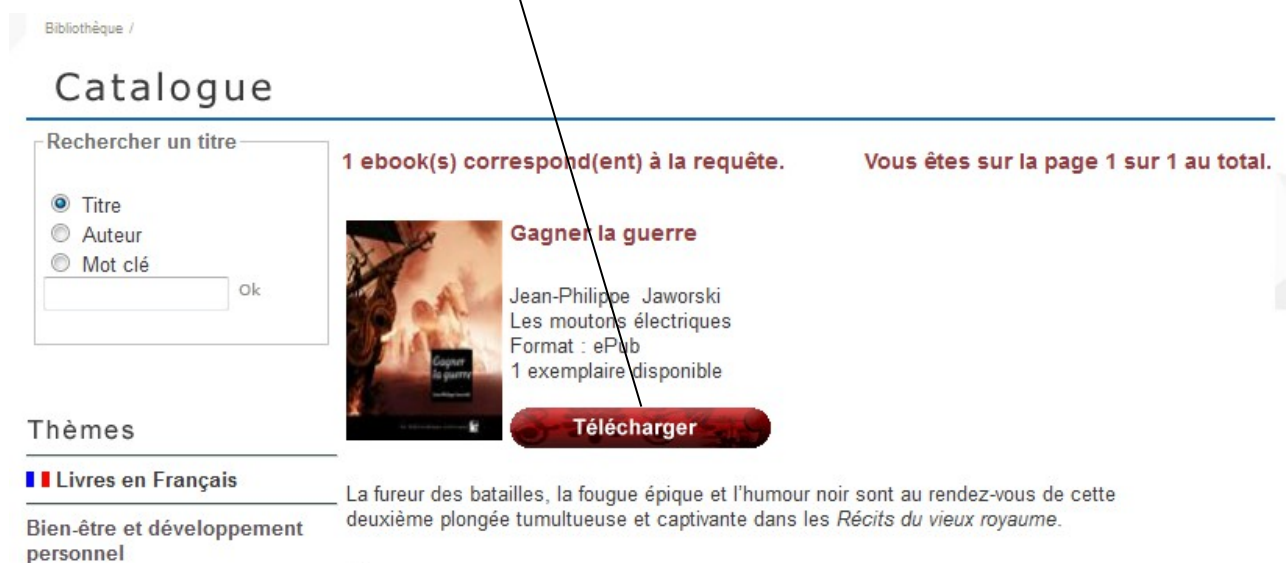 Bibliothèque /
Catalogue
Rechercher un titre
Titre
Auteur
Mot clé
Ok
1 ebook(s) correspond(ent) à la requête.
Vous êtes sur la page 1 sur 1 au total.
Gagner la guerre
Jean-Philippe Jaworski
Les moutons électriques
Format : ePub
1 exemplaire disponible
Gagner
la guerre
Télécharger
La fureur des batailles, la fougue épique et l'humour noir sont au rendez-vous de cette
deuxième plongée tumultueuse et captivante dans les Récits du vieux royaume.
Thèmes
Livres en Français
Bien-être et développement
personnel